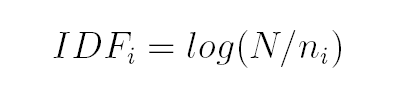 IDF_i = log(N/n_i)